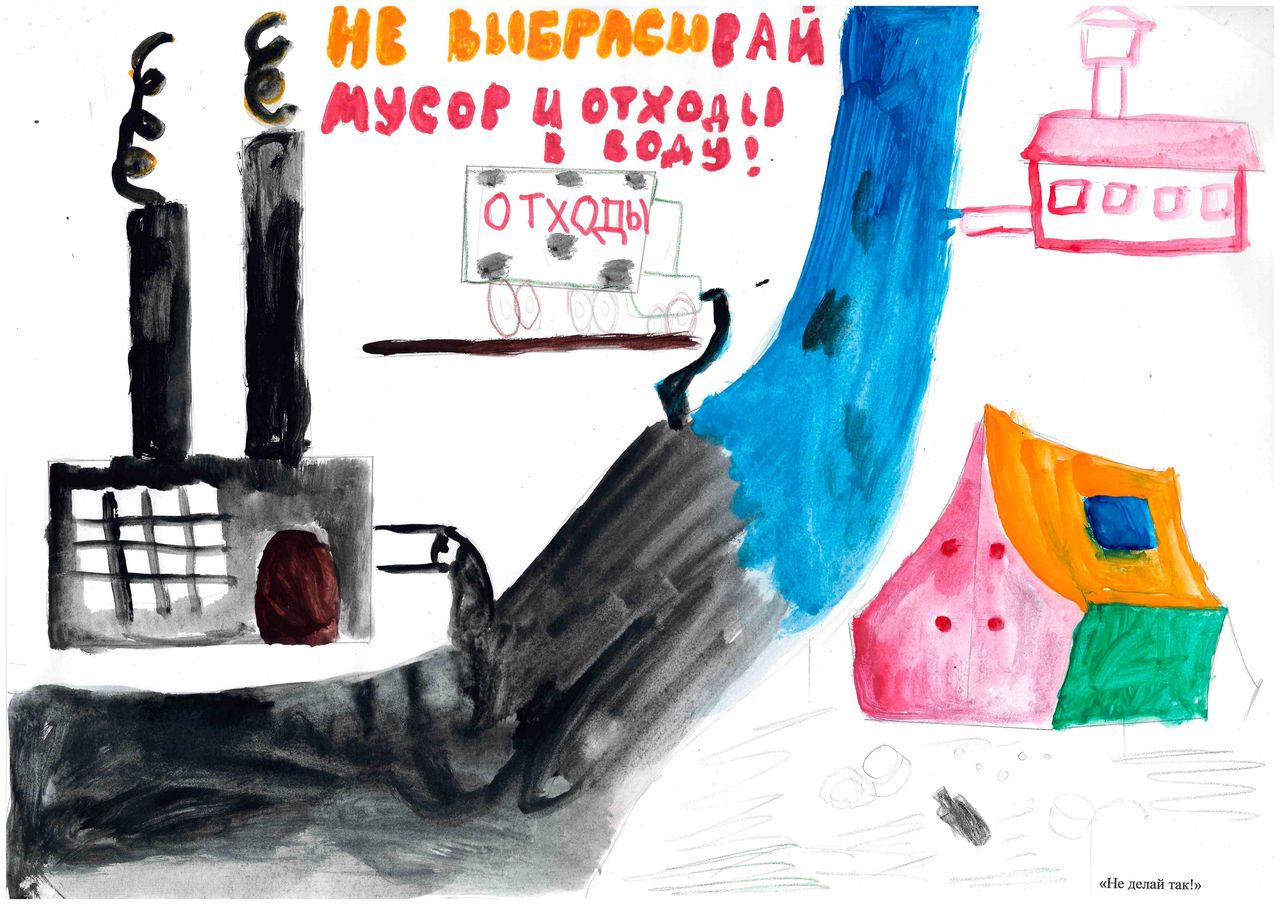 НЕ ВЫБРАСЫВАЙ
МУСОР И ОТХОДЫ
В ВОДУ!
ОТХОДЫ
«Не делай так!»